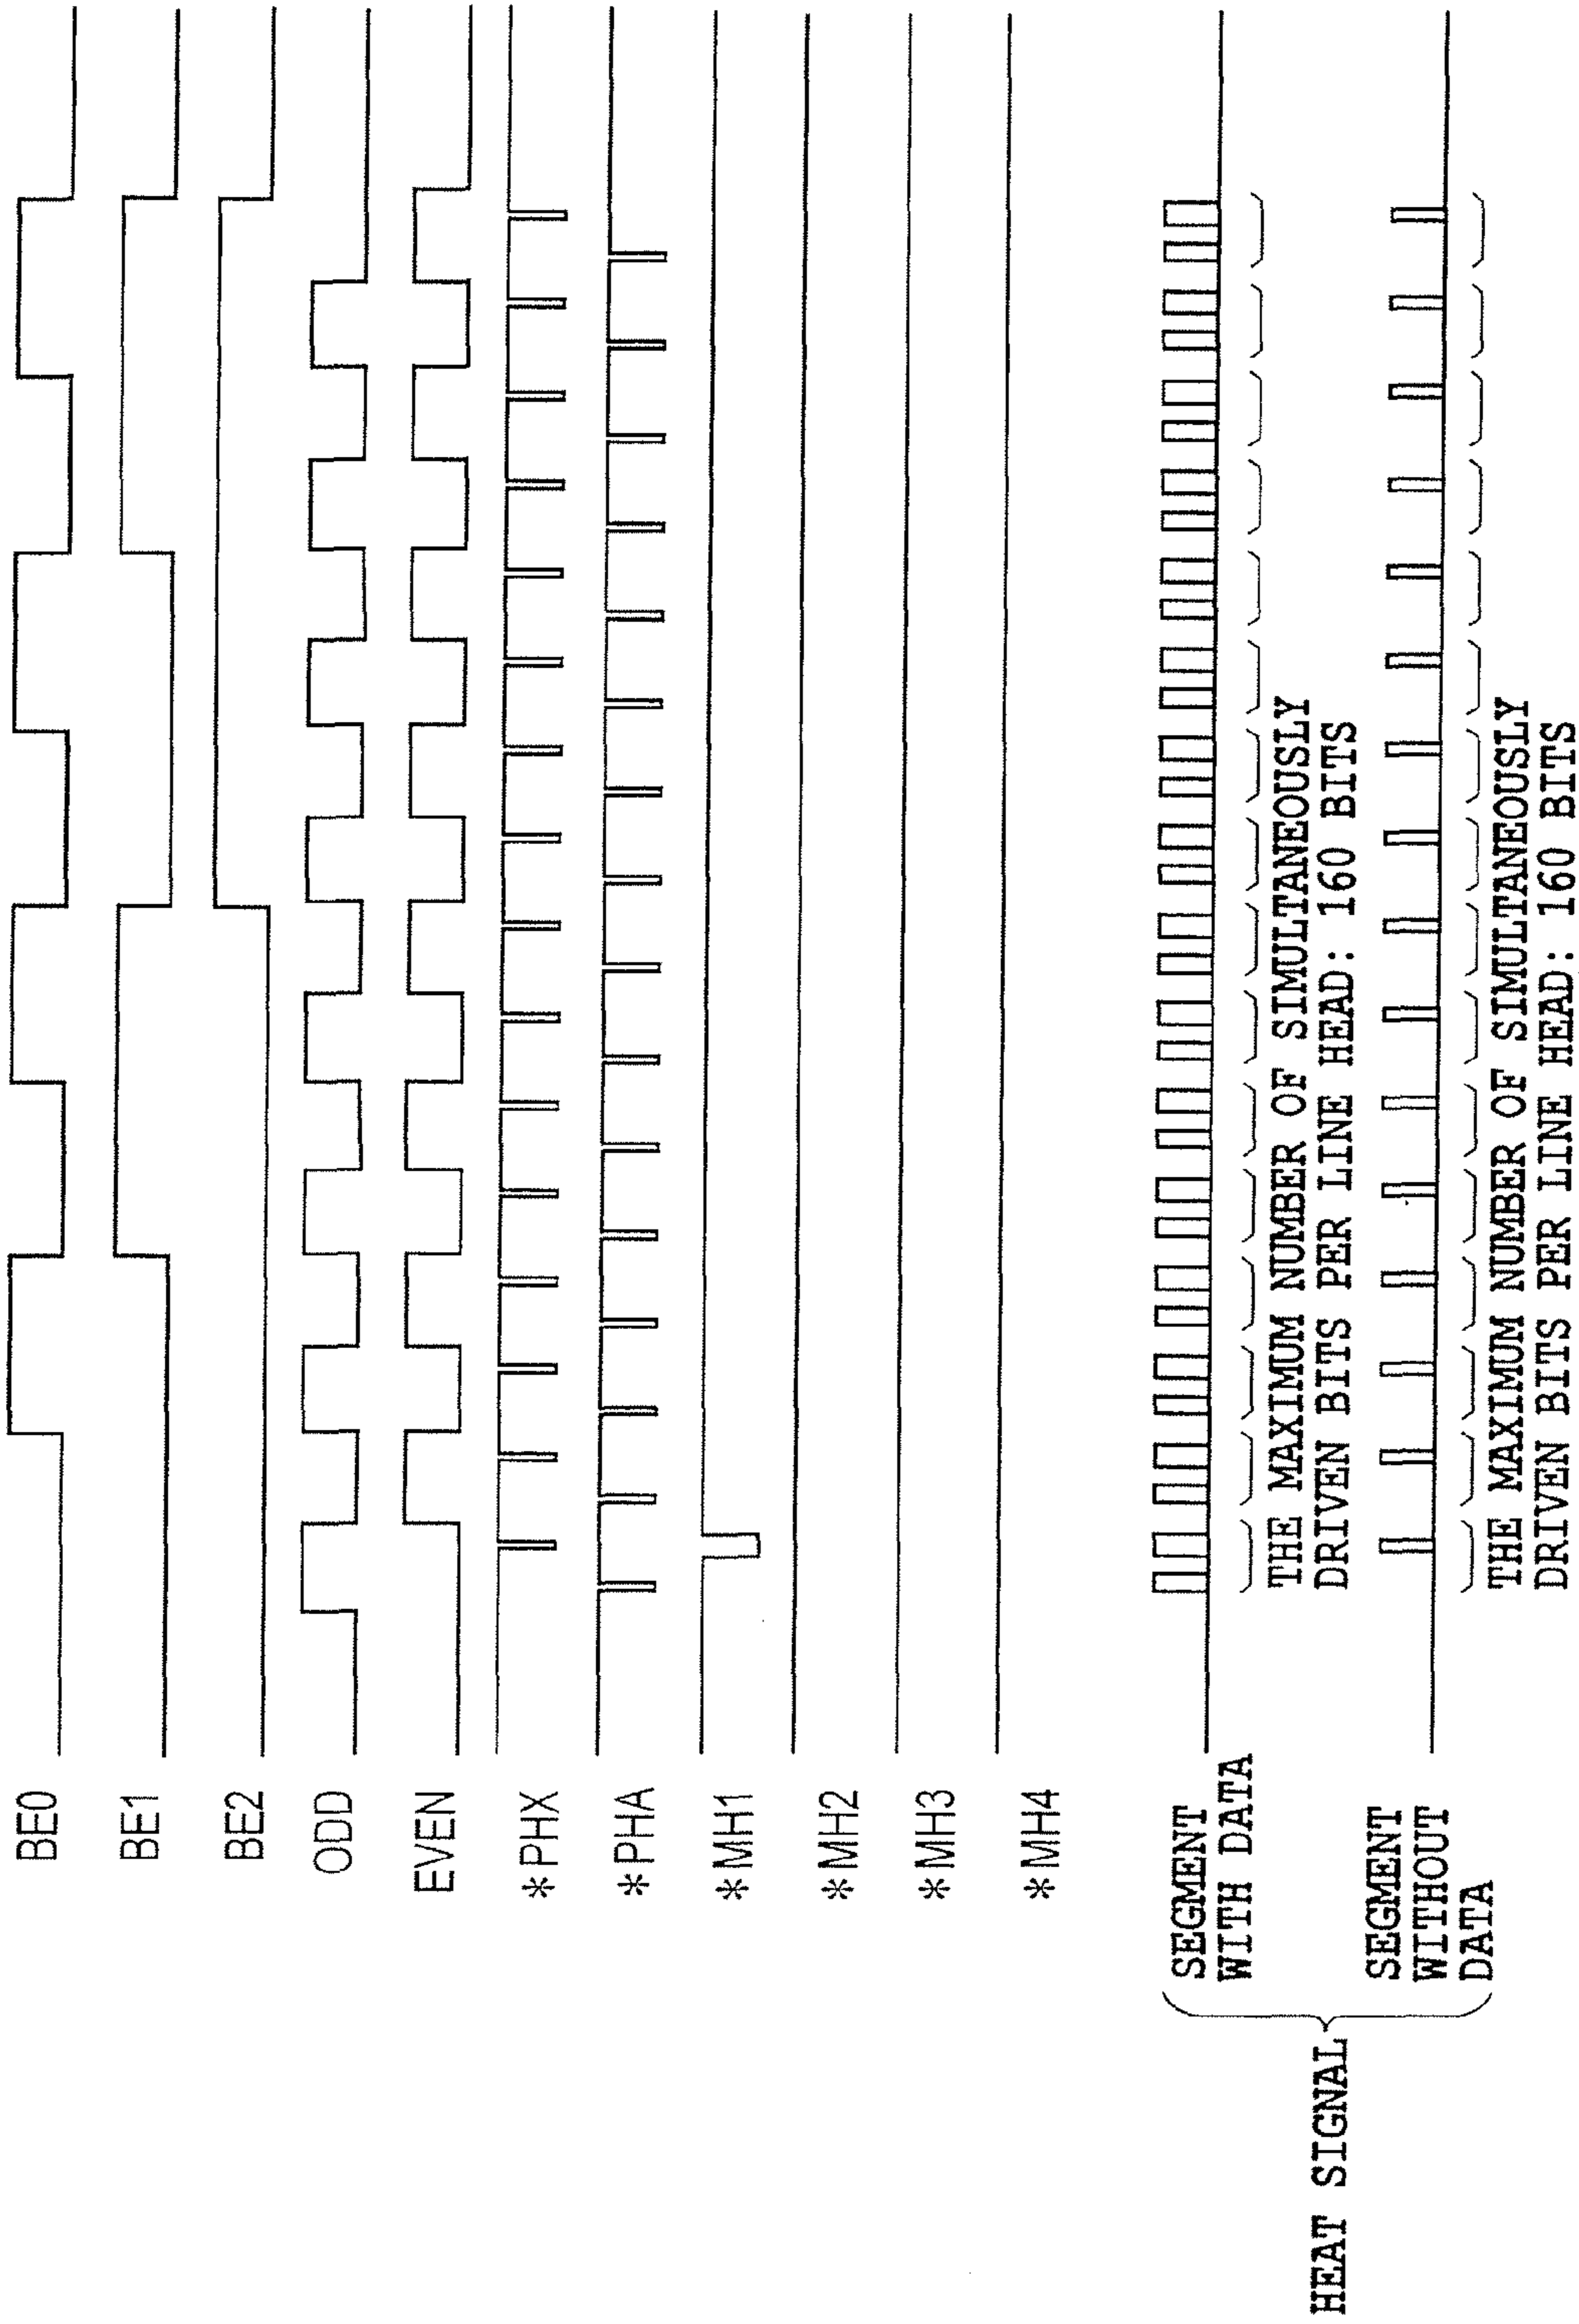 BE0
BE1
BE2
ODD
EVEN
*PHX
*PHA
*MH1
*MH2
*MH3
*MH4
HEAT SIGNAL
SEGMENT
WITH DATA
THE MAXIMUM NUMBER OF SIMULTANEOUSLY
DRIVEN BITS PER LINE HEAD: 160 BITS
SEGMENT
WITHOUT
DATA
THE MAXIMUM NUMBER OF SIMULTANEOUSLY
DRIVEN BITS PER LINE HEAD: 160 BITS